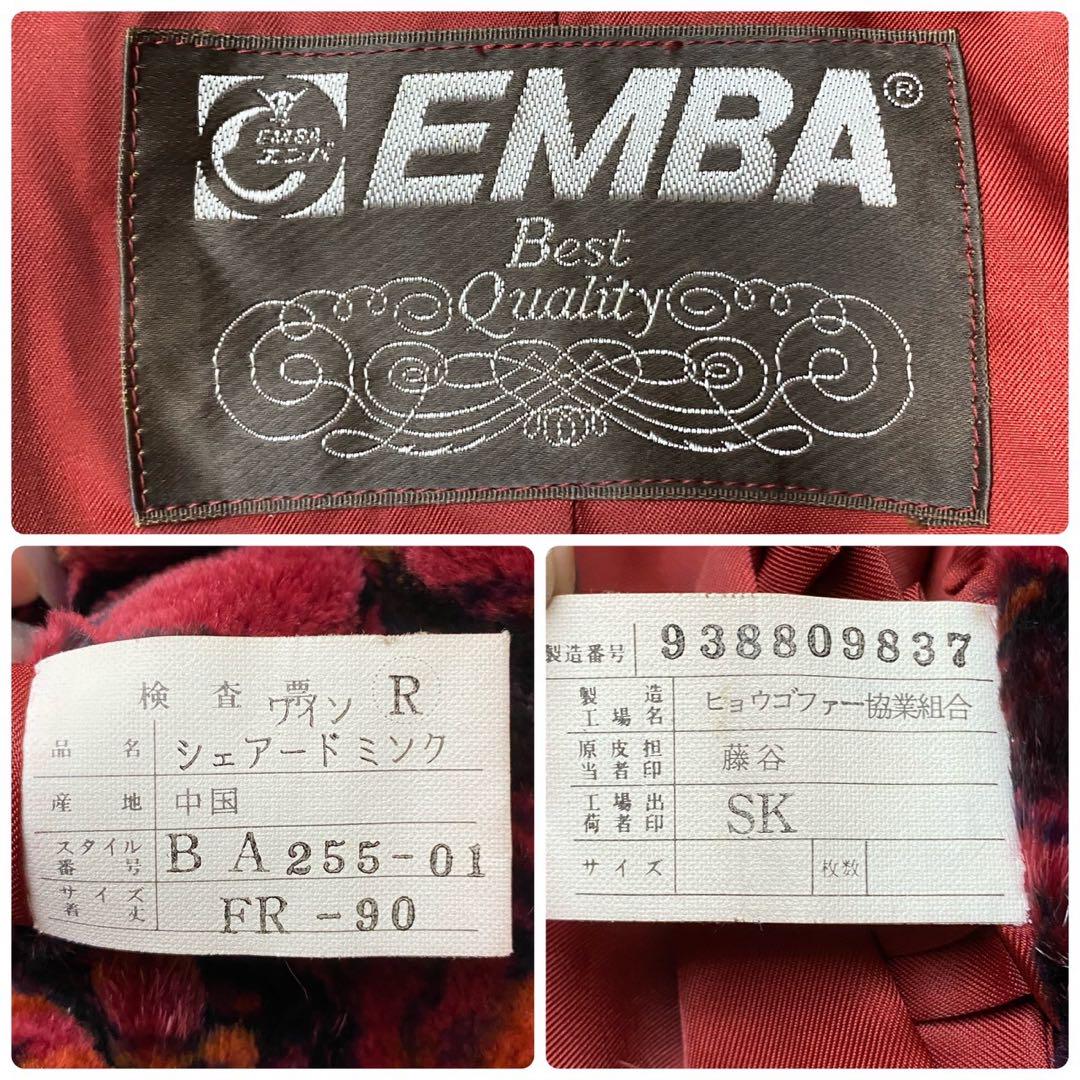 EMBA®
EMBA
エンバ
Best
Quality
検査票 R
ワイン
品名 シェアードミンク
産地 中国
スタイル番号 BA255-01
サイズ着丈 FR-90
製造番号 938809837
製造工場名 ヒョウゴファー協業組合
原皮担当者印 藤谷
工場出荷者印 SK
サイズ 枚数